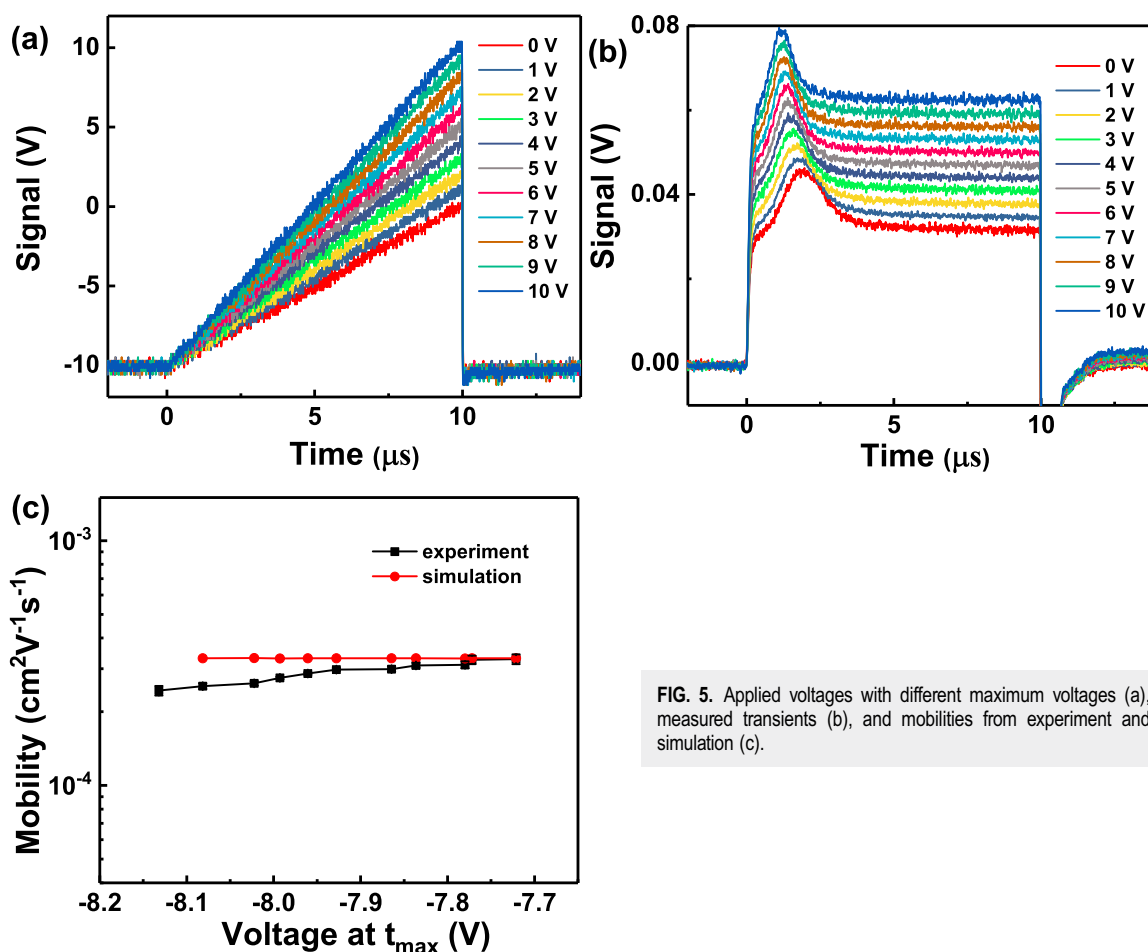 (a)
Signal (V)
10
5
0
-5
-10
0 V
1 V
2 V
3 V
4 V
5 V
6 V
7 V
8 V
9 V
10 V
0
5
10
Time (μs)
(b)
Signal (V)
0.08
0.04
0.00
0 V
1 V
2 V
3 V
4 V
5 V
6 V
7 V
8 V
9 V
10 V
0
5
10
Time (μs)
(c)
Mobility (cm²V⁻¹s⁻¹)
10⁻³
10⁻⁴
experiment
simulation
-8.2
-8.1
-8.0
-7.9
-7.8
-7.7
Voltage at tmax (V)
FIG. 5. Applied voltages with different maximum voltages (a),
measured transients (b), and mobilities from experiment and
simulation (c).